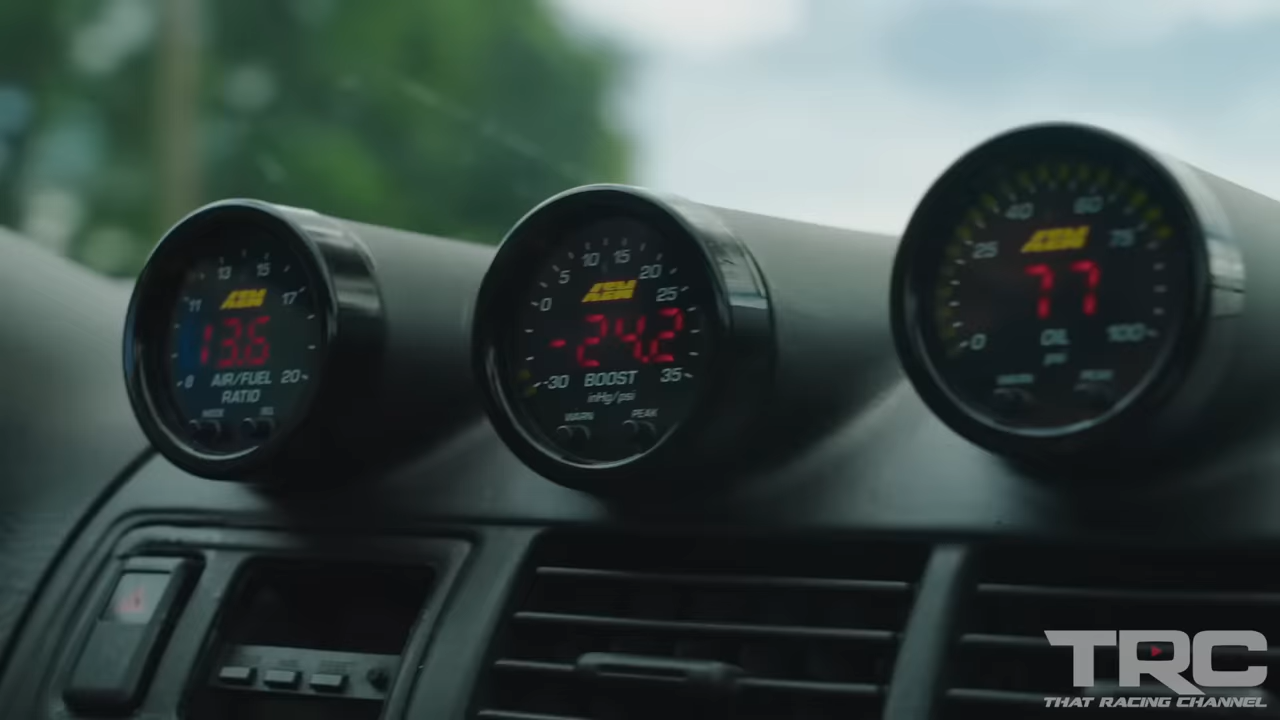 13 15
11 17
AEM
13.6
8 AIR/FUEL 20
RATIO
10 15
5 20
0 25
AEM
-24.2
-30 BOOST 35
inHg/psi
WARN PEAK
40 60
25 75
AEM
77
0 OIL 100
psi
WARN PEAK
TRC
THAT RACING CHANNEL